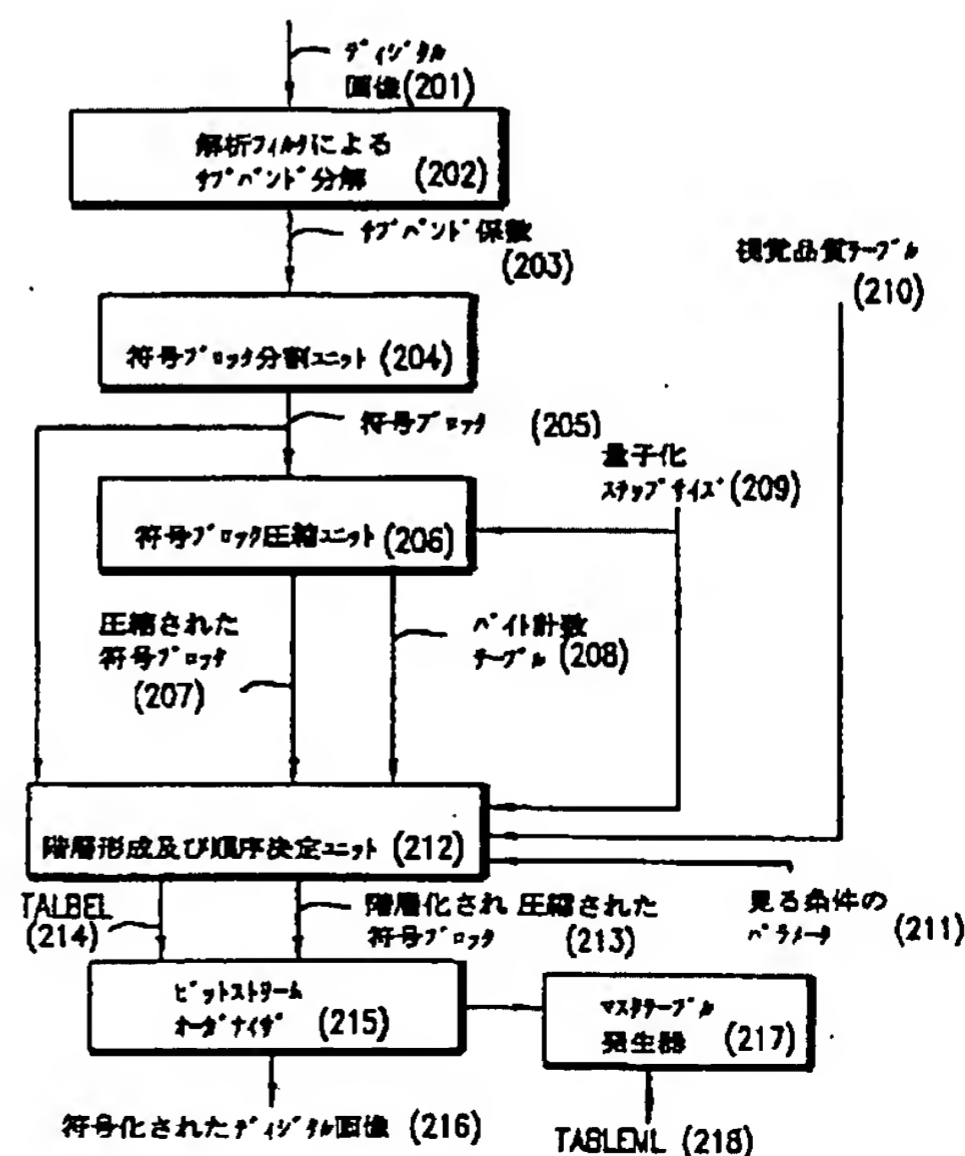 ディジタル
画像(201)
解析フィルタによる
サブバンド分解 (202)
サブバンド係数
(203)
視覚品質テーブル
(210)
符号ブロック分割ユニット (204)
符号ブロック (205)
量子化
ステップサイズ(209)
符号ブロック圧縮ユニット (206)
圧縮された
符号ブロック
(207)
バイト計数
テーブル (208)
階層形成及び順序決定ユニット (212)
TALBEL
(214)
階層化され 圧縮された
符号ブロック (213)
見る条件の
パラメータ (211)
ビットストリーム
オーガナイザ (215)
マスタテーブル
発生器 (217)
符号化されたディジタル画像 (216)
TABLEML (218)